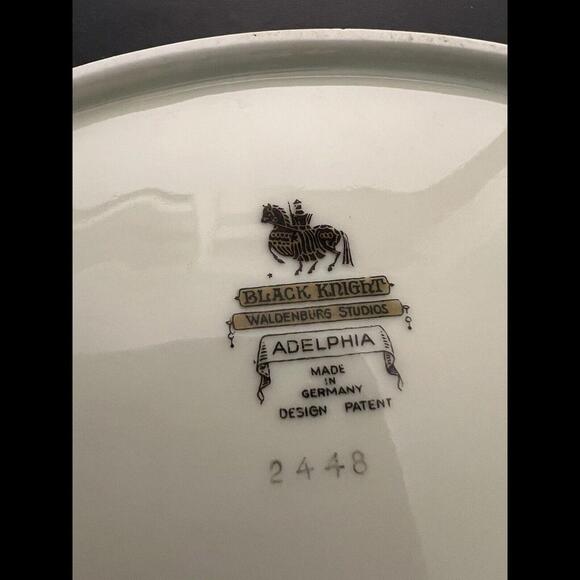 BLACK KNIGHT
WALDENBURG STUDIOS
ADELPHIA
MADE
IN
GERMANY
DESIGN PATENT
2448